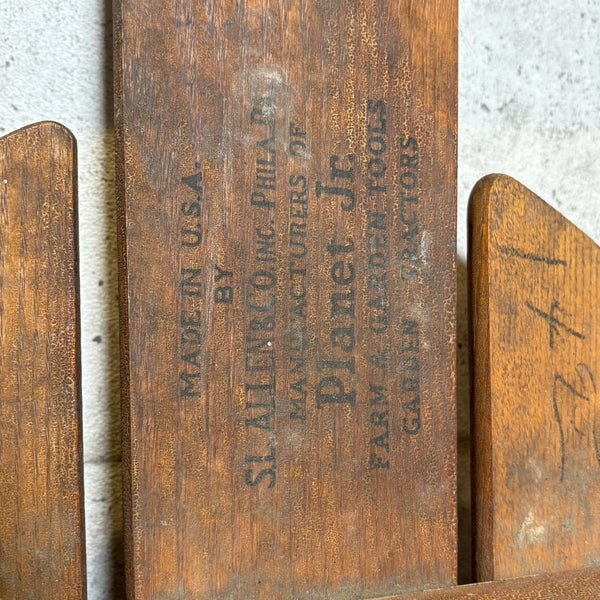 MADE IN U.S.A.
BY
S.L. ALLEN & CO. INC. PHILA. PA.
MANUFACTURERS OF
Planet Jr.
FARM & GARDEN TOOLS
GARDEN TRACTORS